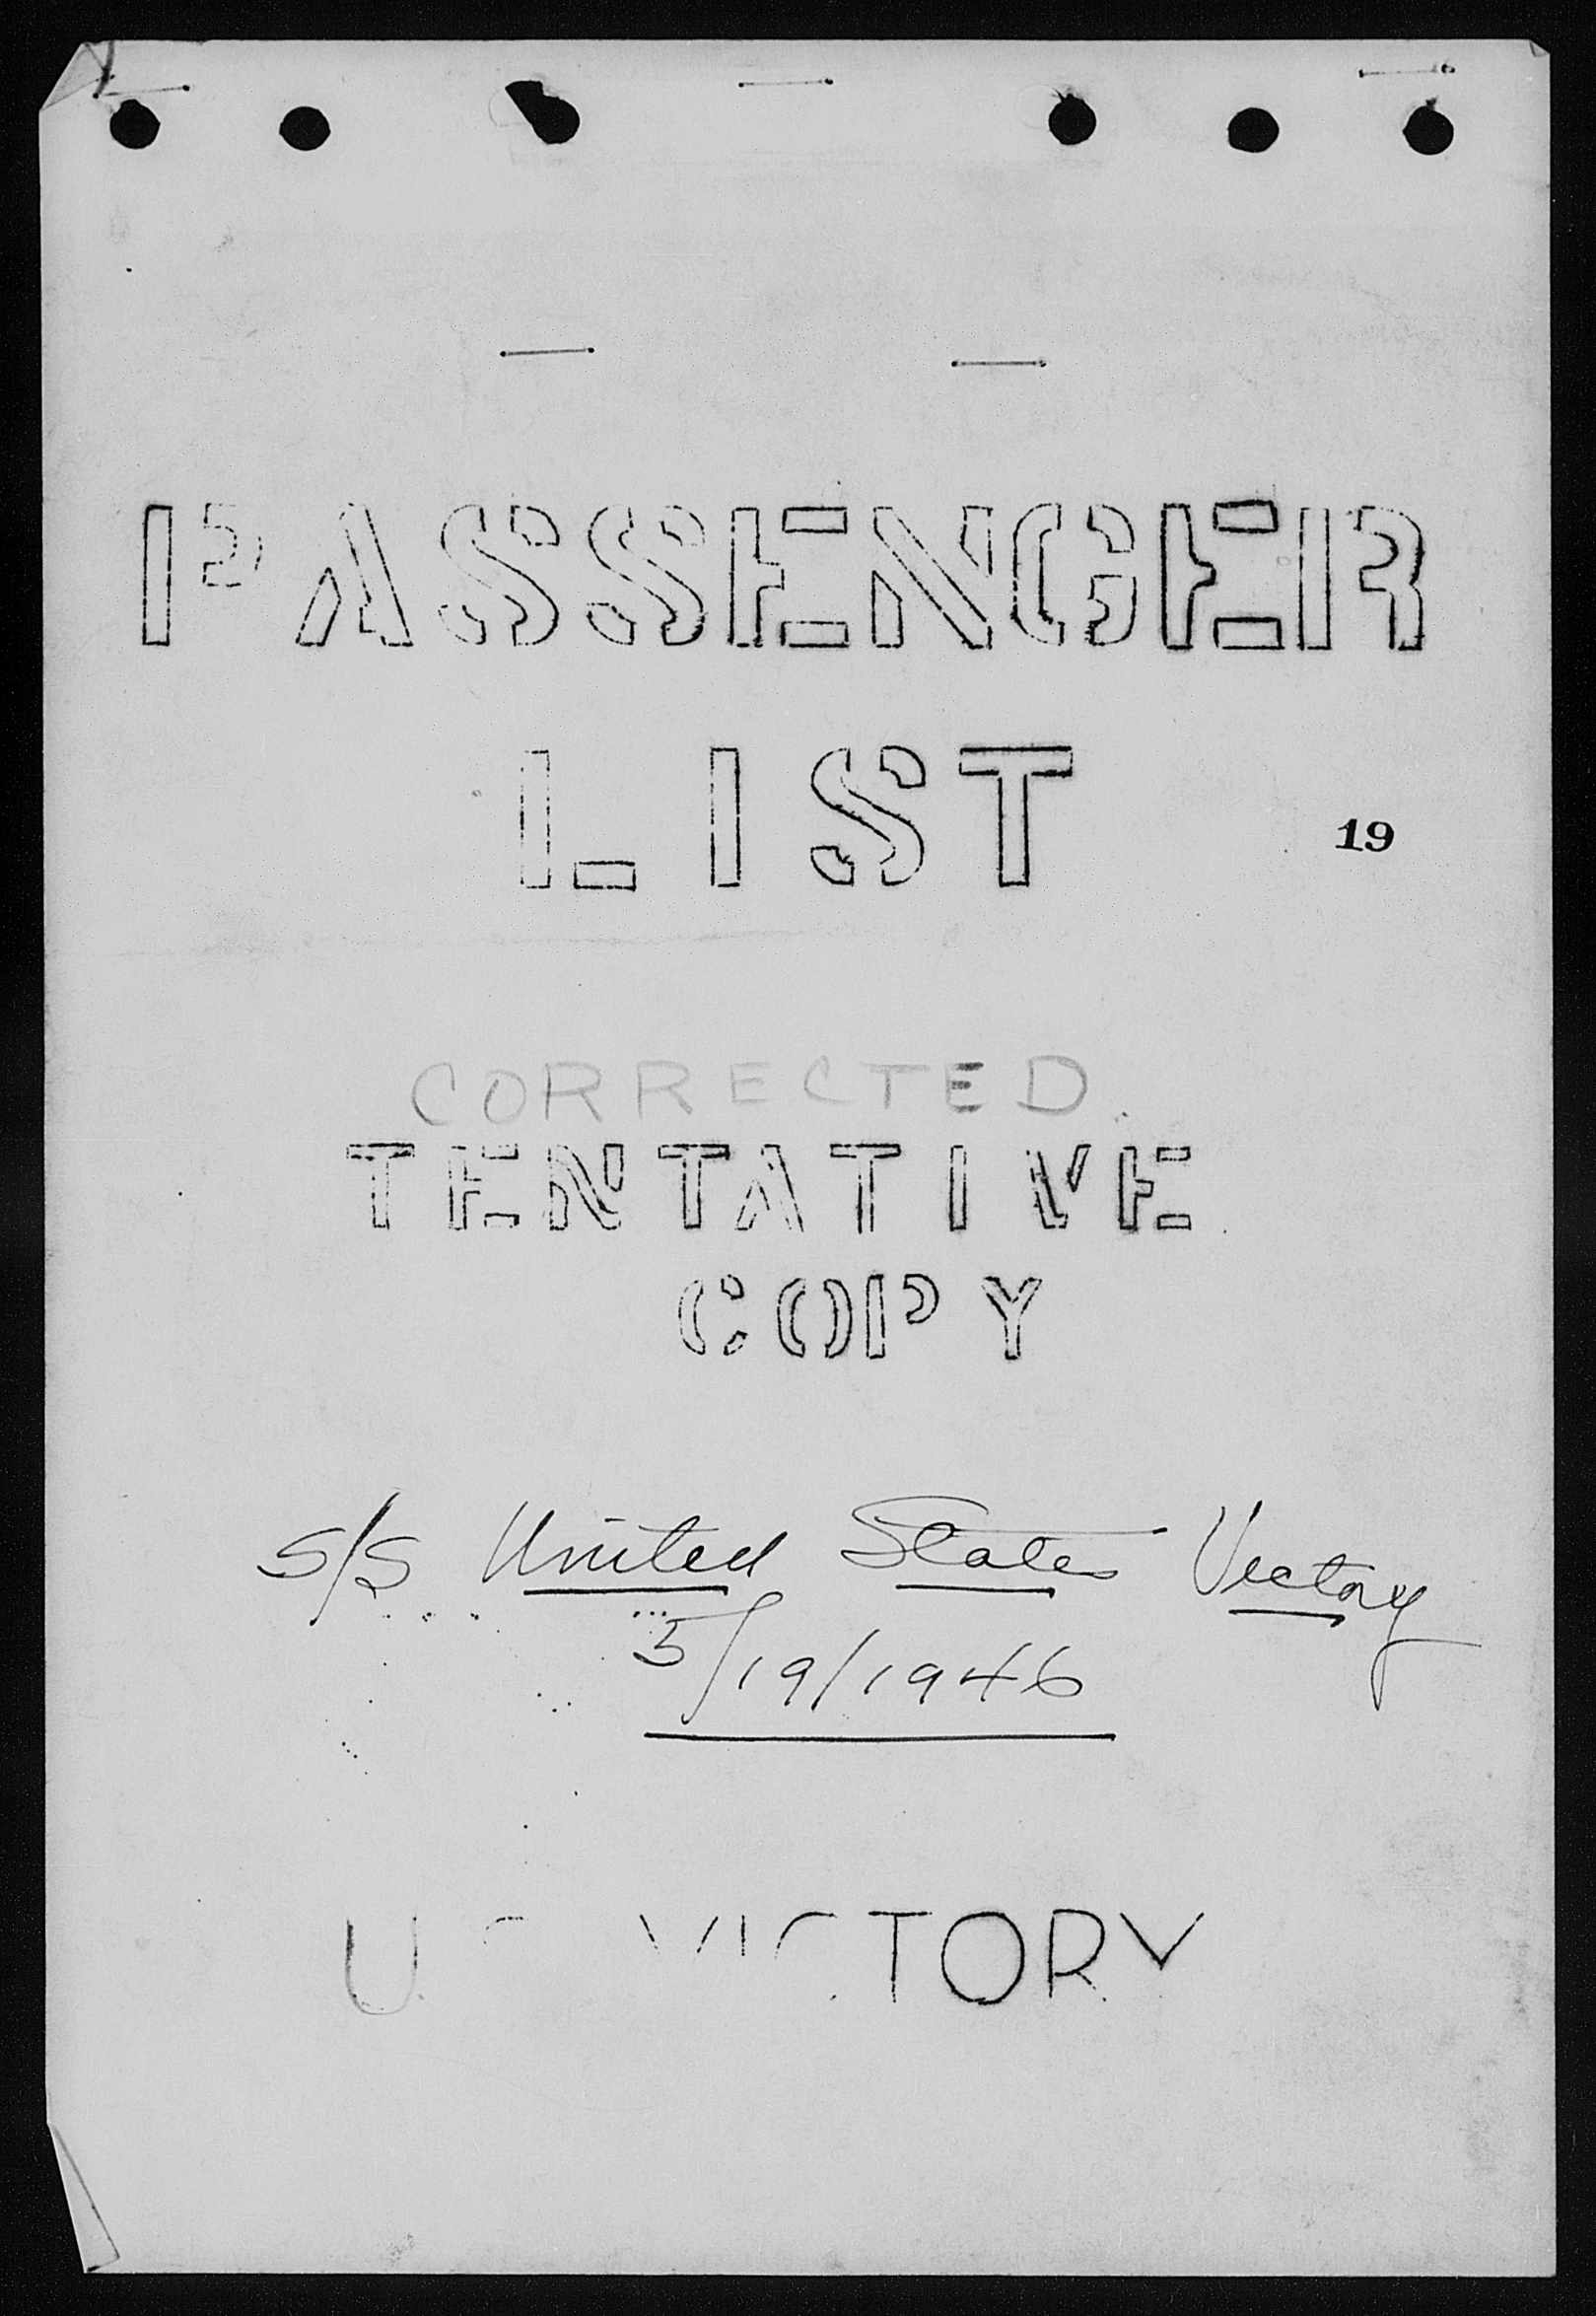 PASSENGER
LIST
19
CORRECTED
TENTATIVE
COPY
S/S United States Victory
5/19/1946
U.S. VICTORY